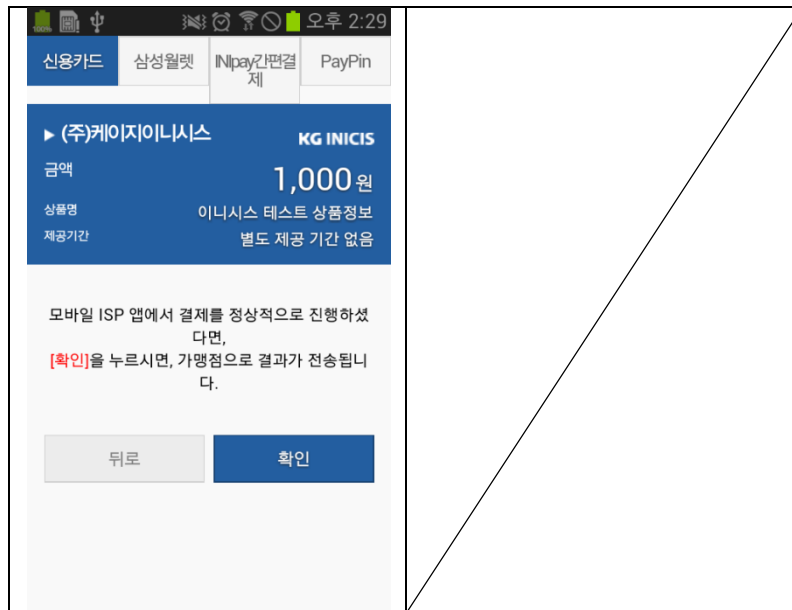 100% 오후 2:29
신용카드 삼성월렛 INIpay간편결 PayPin
제
▶ (주)케이지이니시스 KG INICIS
금액 1,000원
상품명 이니시스 테스트 상품정보
제공기간 별도 제공 기간 없음
모바일 ISP 앱에서 결제를 정상적으로 진행하셨
다면,
[확인]을 누르시면, 가맹점으로 결과가 전송됩니
다.
뒤로 확인